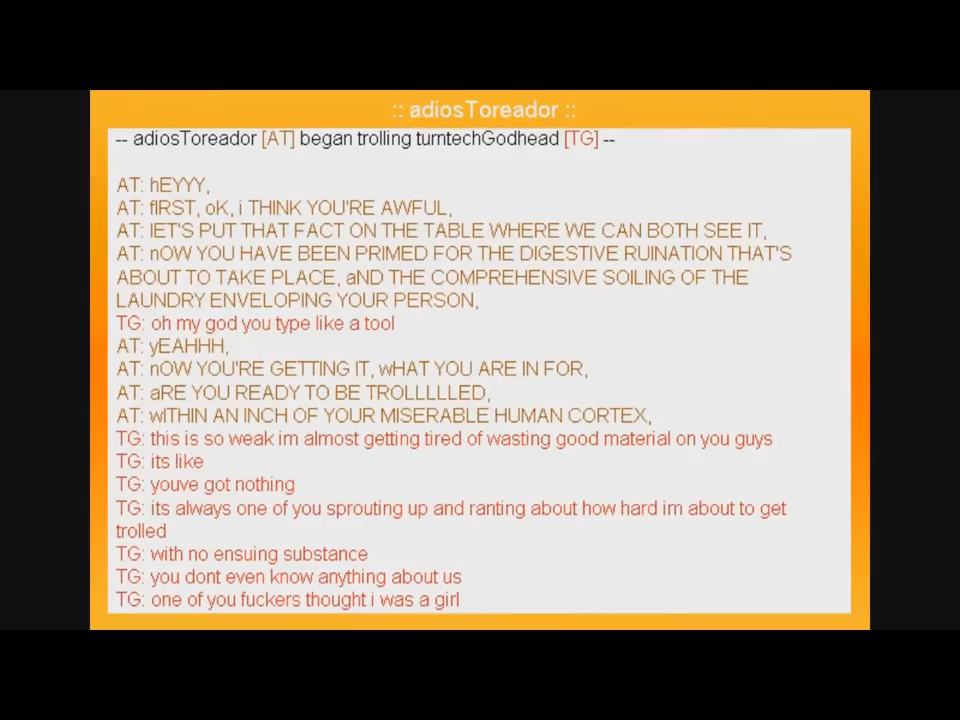 :: adiosToreador ::
-- adiosToreador [AT] began trolling turntechGodhead [TG] --
AT: hEYYY,
AT: fIRST, oK, i THINK YOU'RE AWFUL,
AT: lET'S PUT THAT FACT ON THE TABLE WHERE WE CAN BOTH SEE IT,
AT: nOW YOU HAVE BEEN PRIMED FOR THE DIGESTIVE RUINATION THAT'S
ABOUT TO TAKE PLACE, aND THE COMPREHENSIVE SOILING OF THE
LAUNDRY ENVELOPING YOUR PERSON,
TG: oh my god you type like a tool
AT: yEAHHH,
AT: nOW YOU'RE GETTING IT, wHAT YOU ARE IN FOR,
AT: aRE YOU READY TO BE TROLLLLLED,
AT: wITHIN AN INCH OF YOUR MISERABLE HUMAN CORTEX,
TG: this is so weak im almost getting tired of wasting good material on you guys
TG: its like
TG: youve got nothing
TG: its always one of you sprouting up and ranting about how hard im about to get
trolled
TG: with no ensuing substance
TG: you dont even know anything about us
TG: one of you fuckers thought i was a girl